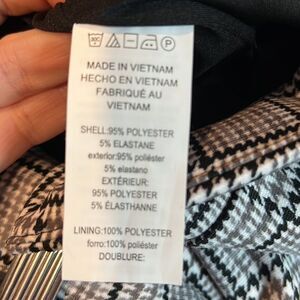 30C P
MADE IN VIETNAM
HECHO EN VIETNAM
FABRIQUÉ AU
VIETNAM
SHELL:95% POLYESTER
5% ELASTANE
exterior:95% poliéster
5% elastano
EXTÉRIEUR:
95% POLYESTER
5% ÉLASTHANNE
LINING:100% POLYESTER
forro:100% poliéster
DOUBLURE: